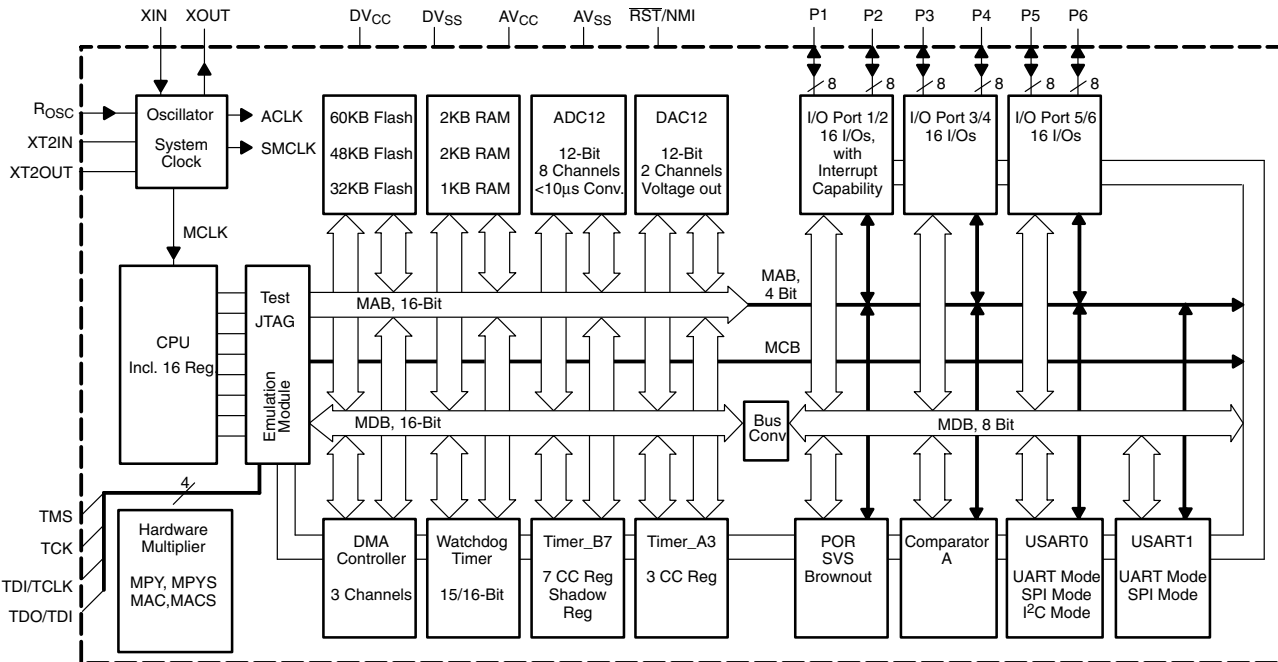 XIN XOUT DVCC DVSS AVCC AVSS RST/NMI P1 P2 P3 P4 P5 P6
8 8 8 8 8 8
ROSC
XT2IN
XT2OUT
Oscillator
System
Clock
ACLK
SMCLK
MCLK
60KB Flash
48KB Flash
32KB Flash
2KB RAM
2KB RAM
1KB RAM
ADC12
12-Bit
8 Channels
<10μs Conv.
DAC12
12-Bit
2 Channels
Voltage out
I/O Port 1/2
16 I/Os,
with
Interrupt
Capability
I/O Port 3/4
16 I/Os
I/O Port 5/6
16 I/Os
CPU
Incl. 16 Reg.
Test
JTAG
Emulation
Module
MAB, 16-Bit
MAB,
4 Bit
MCB
MDB, 16-Bit
Bus
Conv
MDB, 8 Bit
4
TMS
TCK
TDI/TCLK
TDO/TDI
Hardware
Multiplier
MPY, MPYS
MAC,MACS
DMA
Controller
3 Channels
Watchdog
Timer
15/16-Bit
Timer_B7
7 CC Reg
Shadow
Reg
Timer_A3
3 CC Reg
POR
SVS
Brownout
Comparator
A
USART0
UART Mode
SPI Mode
I²C Mode
USART1
UART Mode
SPI Mode